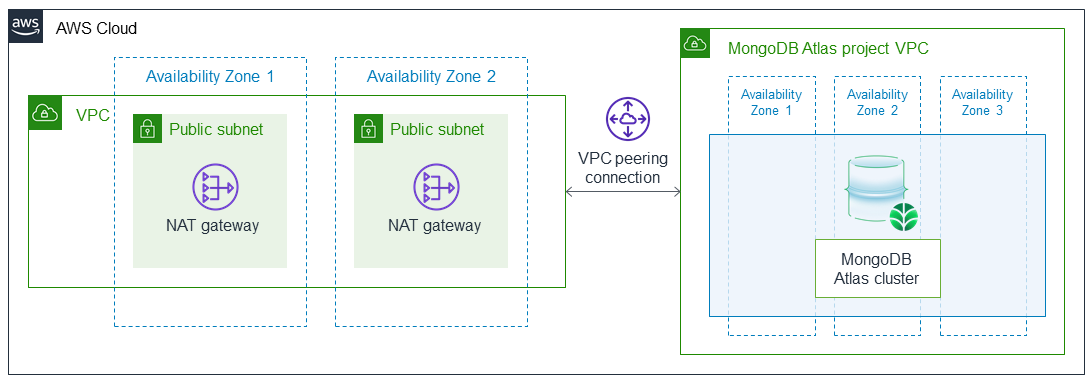 aws
AWS Cloud
Availability Zone 1
Availability Zone 2
VPC
Public subnet
NAT gateway
Public subnet
NAT gateway
VPC peering
connection
MongoDB Atlas project VPC
Availability
Zone 1
Availability
Zone 2
Availability
Zone 3
MongoDB
Atlas cluster